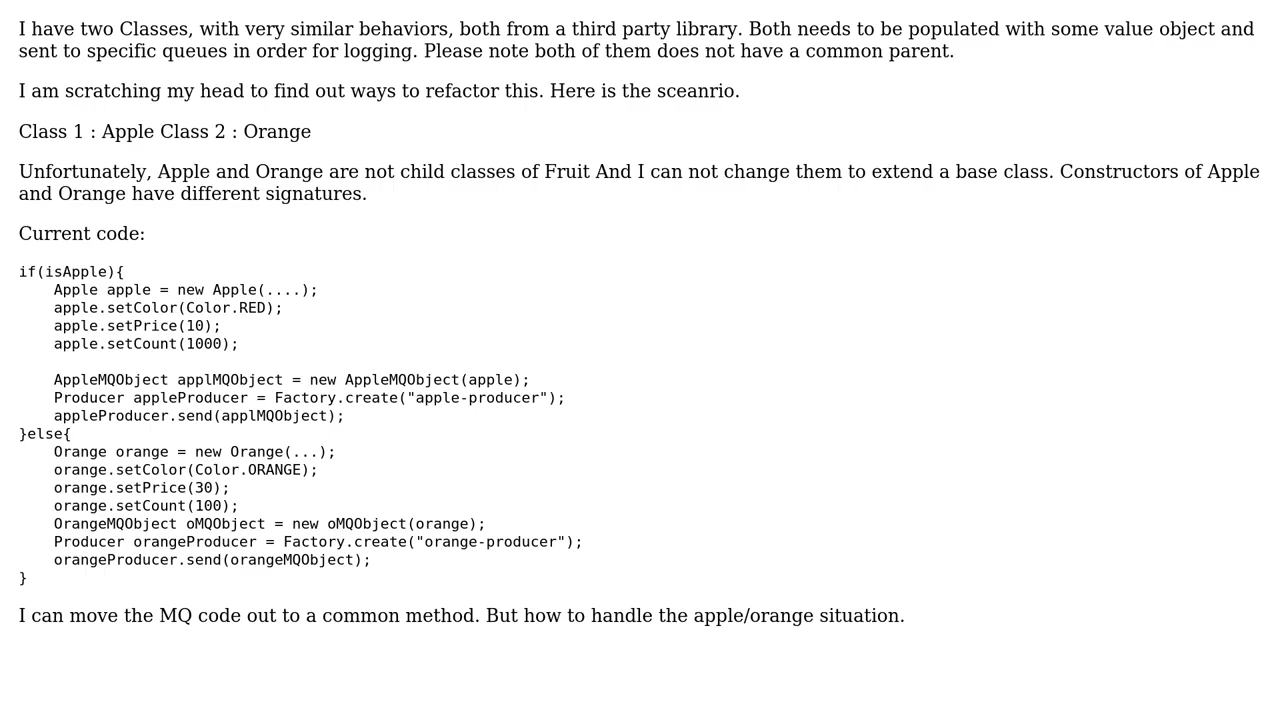 I have two Classes, with very similar behaviors, both from a third party library. Both needs to be populated with some value object and
sent to specific queues in order for logging. Please note both of them does not have a common parent.
I am scratching my head to find out ways to refactor this. Here is the sceanrio.
Class 1 : Apple Class 2 : Orange
Unfortunately, Apple and Orange are not child classes of Fruit And I can not change them to extend a base class. Constructors of Apple
and Orange have different signatures.
Current code:
if(isApple){
    Apple apple = new Apple(....);
    apple.setColor(Color.RED);
    apple.setPrice(10);
    apple.setCount(1000);

    AppleMQObject applMQObject = new AppleMQObject(apple);
    Producer appleProducer = Factory.create("apple-producer");
    appleProducer.send(applMQObject);
}else{
    Orange orange = new Orange(...);
    orange.setColor(Color.ORANGE);
    orange.setPrice(30);
    orange.setCount(100);
    OrangeMQObject oMQObject = new oMQObject(orange);
    Producer orangeProducer = Factory.create("orange-producer");
    orangeProducer.send(orangeMQObject);
}
I can move the MQ code out to a common method. But how to handle the apple/orange situation.